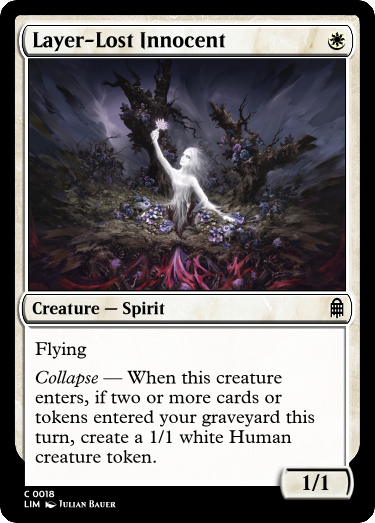 Layer-Lost Innocent
Creature — Spirit
Flying
Collapse — When this creature
enters, if two or more cards or
tokens entered your graveyard this
turn, create a 1/1 white Human
creature token.
1/1
C 0018
LIM Julian Bauer